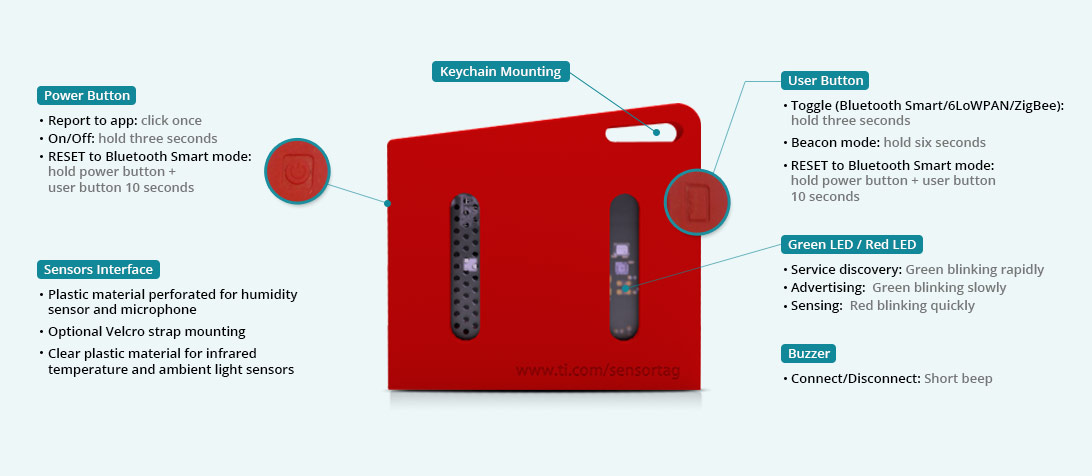 Keychain Mounting
Power Button
• Report to app: click once
• On/Off: hold three seconds
• RESET to Bluetooth Smart mode:
hold power button +
user button 10 seconds
Sensors Interface
• Plastic material perforated for humidity
sensor and microphone
• Optional Velcro strap mounting
• Clear plastic material for infrared
temperature and ambient light sensors
www.ti.com/sensortag
User Button
• Toggle (Bluetooth Smart/6LoWPAN/ZigBee):
hold three seconds
• Beacon mode: hold six seconds
• RESET to Bluetooth Smart mode:
hold power button + user button
10 seconds
Green LED / Red LED
• Service discovery: Green blinking rapidly
• Advertising: Green blinking slowly
• Sensing: Red blinking quickly
Buzzer
• Connect/Disconnect: Short beep